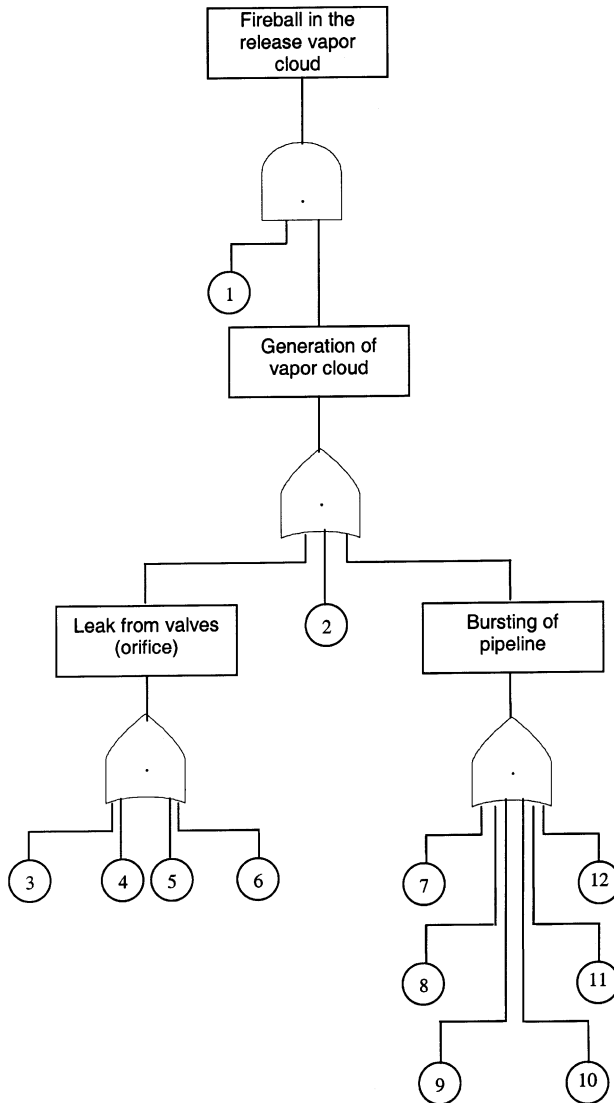 Fireball in the
release vapor
cloud
1
Generation of
vapor cloud
Leak from valves
(orifice)
2
Bursting of
pipeline
3
4
5
6
7
12
8
11
9
10